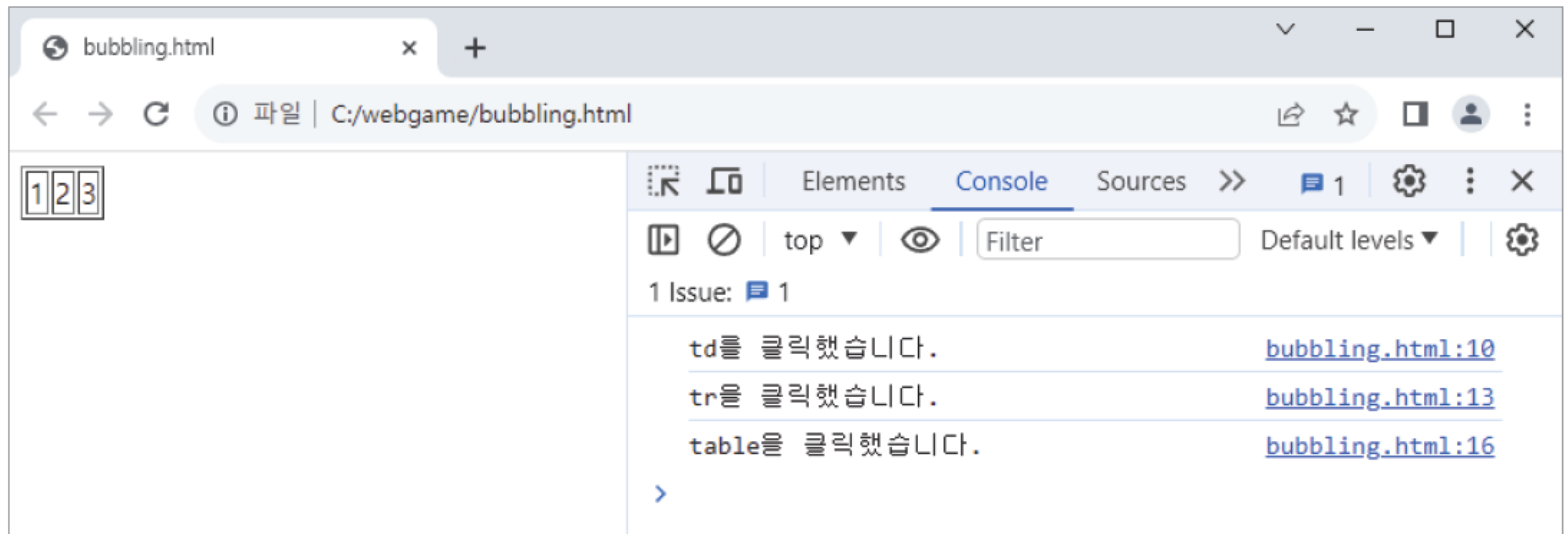 bubbling.html
파일 | C:/webgame/bubbling.html
1 2 3
Elements Console Sources 1
top Filter Default levels
1 Issue: 1
td를 클릭했습니다. bubbling.html:10
tr을 클릭했습니다. bubbling.html:13
table을 클릭했습니다. bubbling.html:16